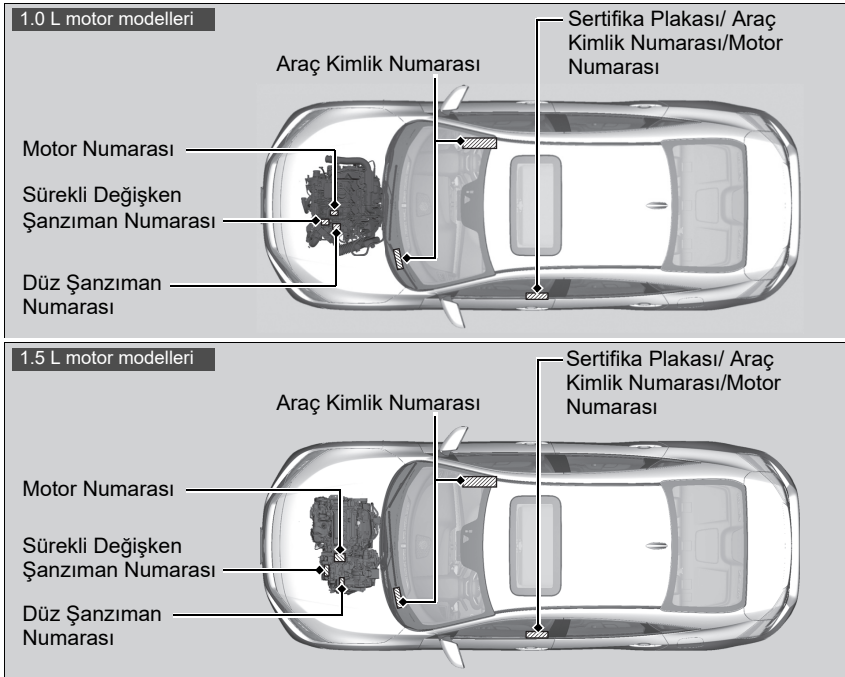 1.0 L motor modelleri
Sertifika Plakası/ Araç
Kimlik Numarası/Motor
Numarası
Araç Kimlik Numarası
Motor Numarası
Sürekli Değişken
Şanzıman Numarası
Düz Şanzıman
Numarası
1.5 L motor modelleri
Sertifika Plakası/ Araç
Kimlik Numarası/Motor
Numarası
Araç Kimlik Numarası
Motor Numarası
Sürekli Değişken
Şanzıman Numarası
Düz Şanzıman
Numarası